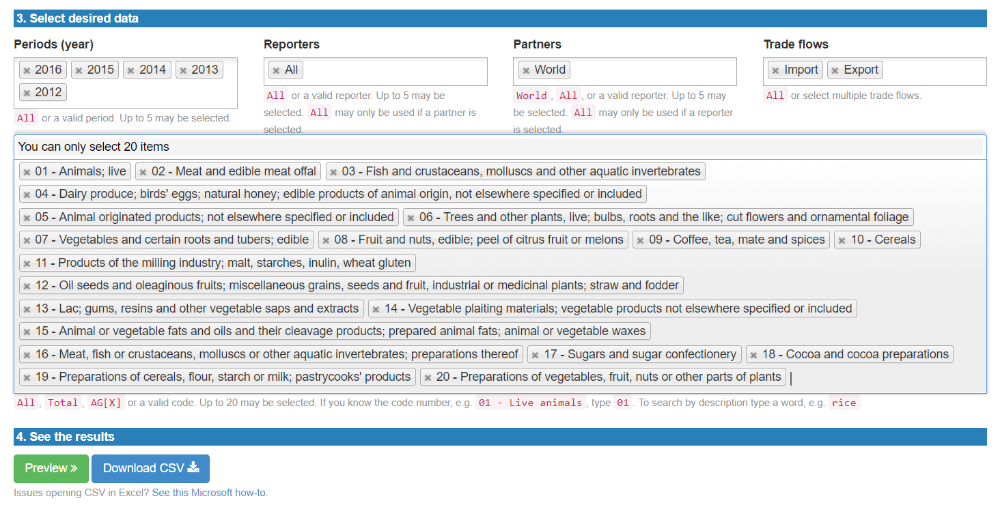 3. Select desired data
Periods (year)
Reporters
Partners
Trade flows
× 2016 × 2015 × 2014 × 2013
× 2012
× All
× World
× Import × Export
All or a valid period. Up to 5 may be selected.
All or a valid reporter. Up to 5 may be
selected. All may only be used if a partner is
selected.
World , All , or a valid reporter. Up to 5 may
be selected. All may only be used if a reporter
is selected.
All or select multiple trade flows.
You can only select 20 items
× 01 - Animals; live × 02 - Meat and edible meat offal × 03 - Fish and crustaceans, molluscs and other aquatic invertebrates
× 04 - Dairy produce; birds' eggs; natural honey; edible products of animal origin, not elsewhere specified or included
× 05 - Animal originated products; not elsewhere specified or included × 06 - Trees and other plants, live; bulbs, roots and the like; cut flowers and ornamental foliage
× 07 - Vegetables and certain roots and tubers; edible × 08 - Fruit and nuts, edible; peel of citrus fruit or melons × 09 - Coffee, tea, mate and spices × 10 - Cereals
× 11 - Products of the milling industry; malt, starches, inulin, wheat gluten
× 12 - Oil seeds and oleaginous fruits; miscellaneous grains, seeds and fruit, industrial or medicinal plants; straw and fodder
× 13 - Lac; gums, resins and other vegetable saps and extracts × 14 - Vegetable plaiting materials; vegetable products not elsewhere specified or included
× 15 - Animal or vegetable fats and oils and their cleavage products; prepared animal fats; animal or vegetable waxes
× 16 - Meat, fish or crustaceans, molluscs or other aquatic invertebrates; preparations thereof × 17 - Sugars and sugar confectionery × 18 - Cocoa and cocoa preparations
× 19 - Preparations of cereals, flour, starch or milk; pastrycooks' products × 20 - Preparations of vegetables, fruit, nuts or other parts of plants
All , Total , AG[X] or a valid code. Up to 20 may be selected. If you know the code number, e.g. 01 - Live animals , type 01 . To search by description type a word, e.g. rice .
4. See the results
Preview » Download CSV
Issues opening CSV in Excel? See this Microsoft how-to.